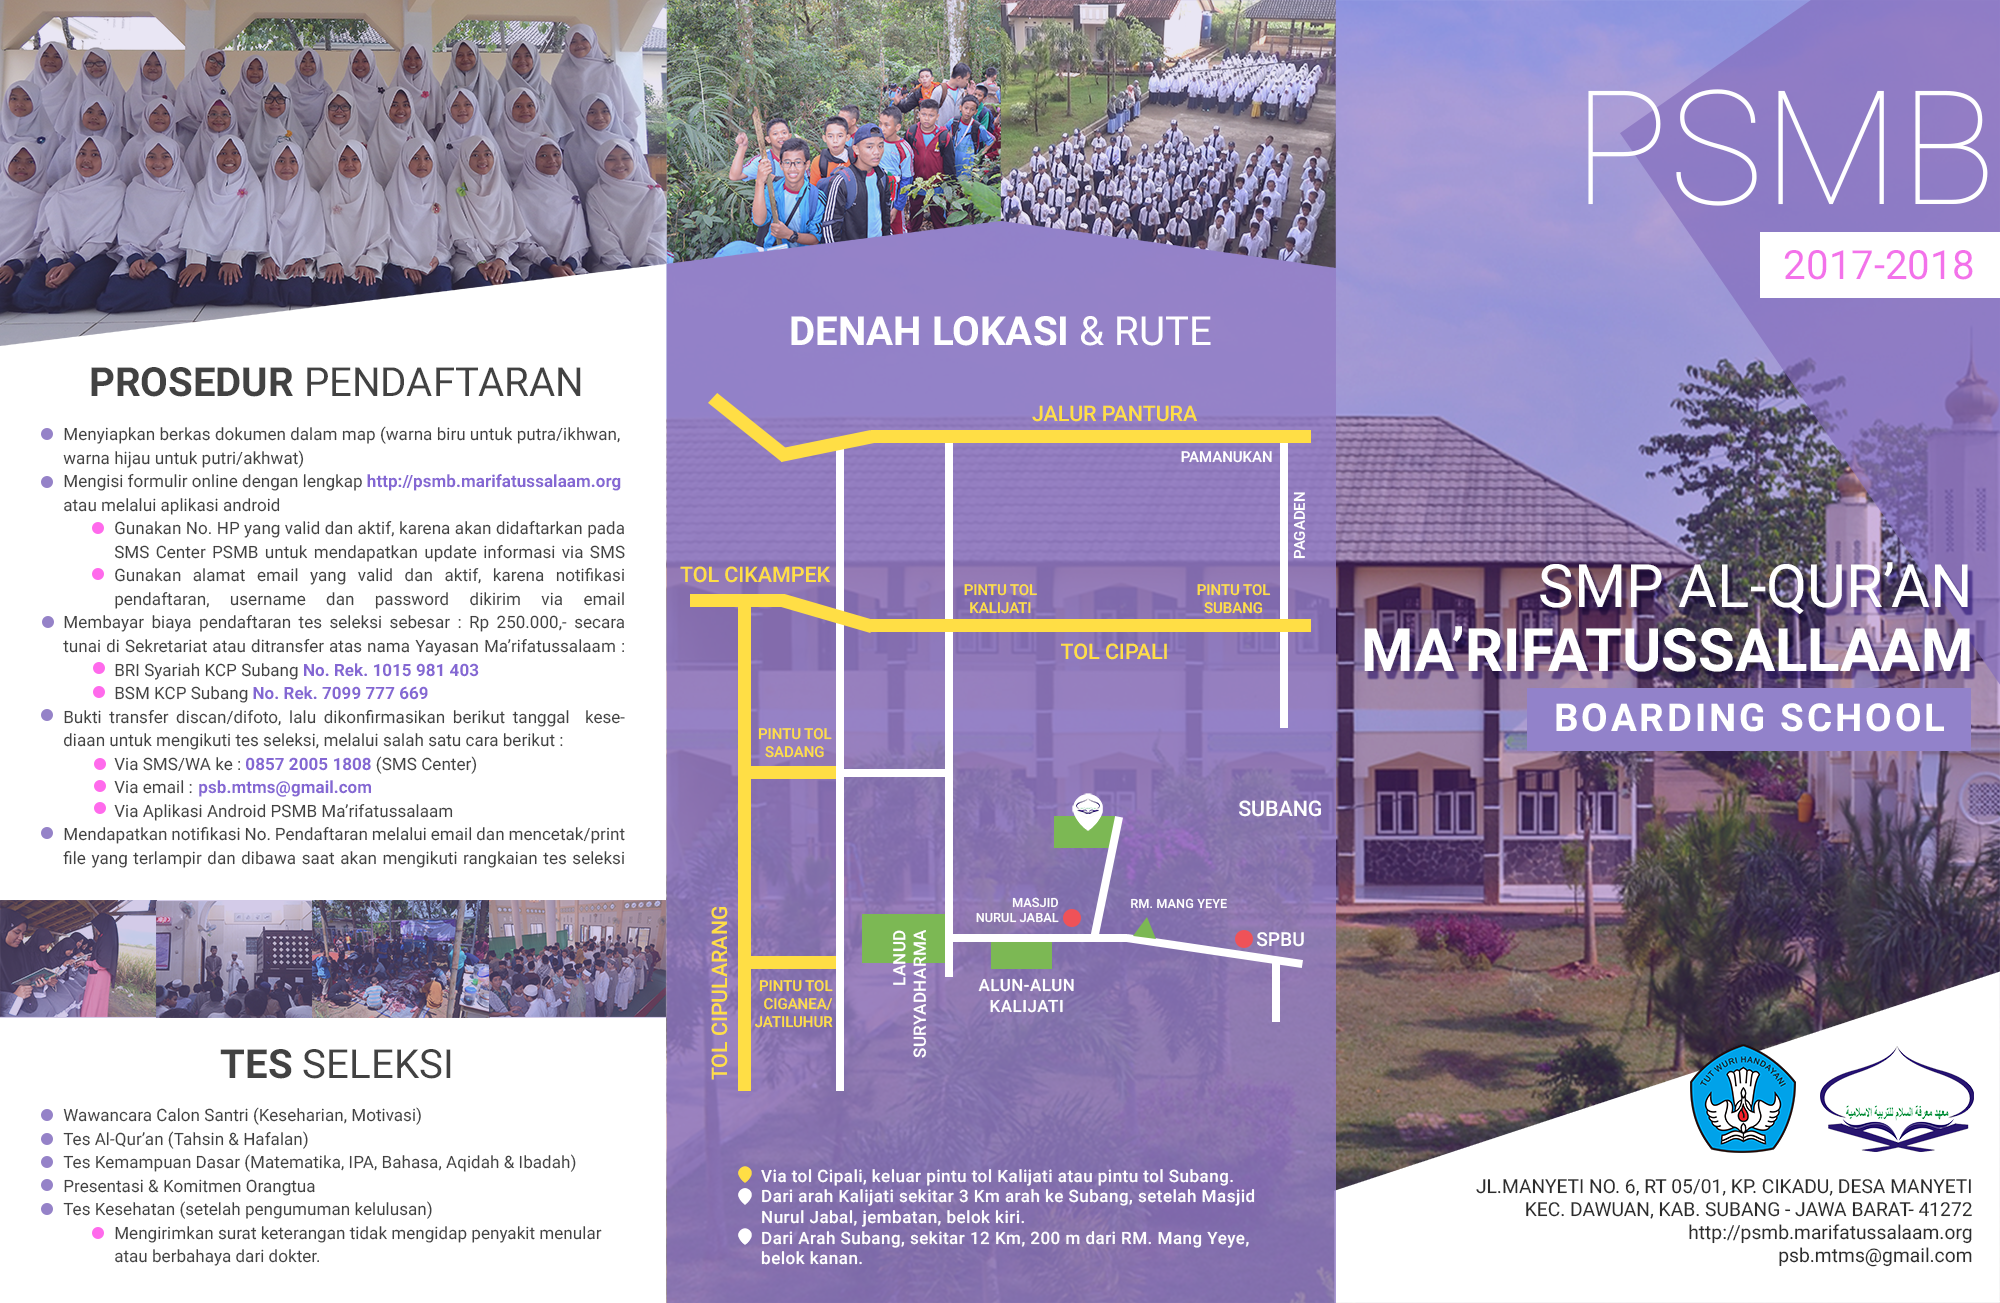 PROSEDUR PENDAFTARAN
Menyiapkan berkas dokumen dalam map (warna biru untuk putra/ikhwan,
warna hijau untuk putri/akhwat)
Mengisi formulir online dengan lengkap http://psmb.marifatussalaam.org
atau melalui aplikasi android
Gunakan No. HP yang valid dan aktif, karena akan didaftarkan pada
SMS Center PSMB untuk mendapatkan update informasi via SMS
Gunakan alamat email yang valid dan aktif, karena notifikasi
pendaftaran, username dan password dikirim via email
Membayar biaya pendaftaran tes seleksi sebesar : Rp 250.000,- secara
tunai di Sekretariat atau ditransfer atas nama Yayasan Ma'rifatussalaam :
BRI Syariah KCP Subang No. Rek. 1015 981 403
BSM KCP Subang No. Rek. 7099 777 669
Bukti transfer discan/difoto, lalu dikonfirmasikan berikut tanggal kese-
diaan untuk mengikuti tes seleksi, melalui salah satu cara berikut :
Via SMS/WA ke : 0857 2005 1808 (SMS Center)
Via email : psb.mtms@gmail.com
Via Aplikasi Android PSMB Ma'rifatussalaam
Mendapatkan notifikasi No. Pendaftaran melalui email dan mencetak/print
file yang terlampir dan dibawa saat akan mengikuti rangkaian tes seleksi
TES SELEKSI
Wawancara Calon Santri (Keseharian, Motivasi)
Tes Al-Qur'an (Tahsin & Hafalan)
Tes Kemampuan Dasar (Matematika, IPA, Bahasa, Aqidah & Ibadah)
Presentasi & Komitmen Orangtua
Tes Kesehatan (setelah pengumuman kelulusan)
Mengirimkan surat keterangan tidak mengidap penyakit menular
atau berbahaya dari dokter.
DENAH LOKASI & RUTE
JALUR PANTURA
PAMANUKAN
PAGADEN
TOL CIKAMPEK
PINTU TOL
KALIJATI
PINTU TOL
SUBANG
TOL CIPALI
PINTU TOL
SADANG
SUBANG
MASJID
NURUL JABAL
RM. MANG YEYE
SPBU
LANUD
SURYADHARMA
ALUN-ALUN
KALIJATI
TOL CIPULARANG
PINTU TOL
CIGANEA/
JATILUHUR
Via tol Cipali, keluar pintu tol Kalijati atau pintu tol Subang.
Dari arah Kalijati sekitar 3 Km arah ke Subang, setelah Masjid
Nurul Jabal, jembatan, belok kiri.
Dari Arah Subang, sekitar 12 Km, 200 m dari RM. Mang Yeye,
belok kanan.
PSMB
2017-2018
SMP AL-QUR'AN
MA'RIFATUSSALLAAM
BOARDING SCHOOL
TUT WURI HANDAYANI
معهد معرفة السلام للتربية الاسلامية
JL.MANYETI NO. 6, RT 05/01, KP. CIKADU, DESA MANYETI
KEC. DAWUAN, KAB. SUBANG - JAWA BARAT- 41272
http://psmb.marifatussalaam.org
psb.mtms@gmail.com